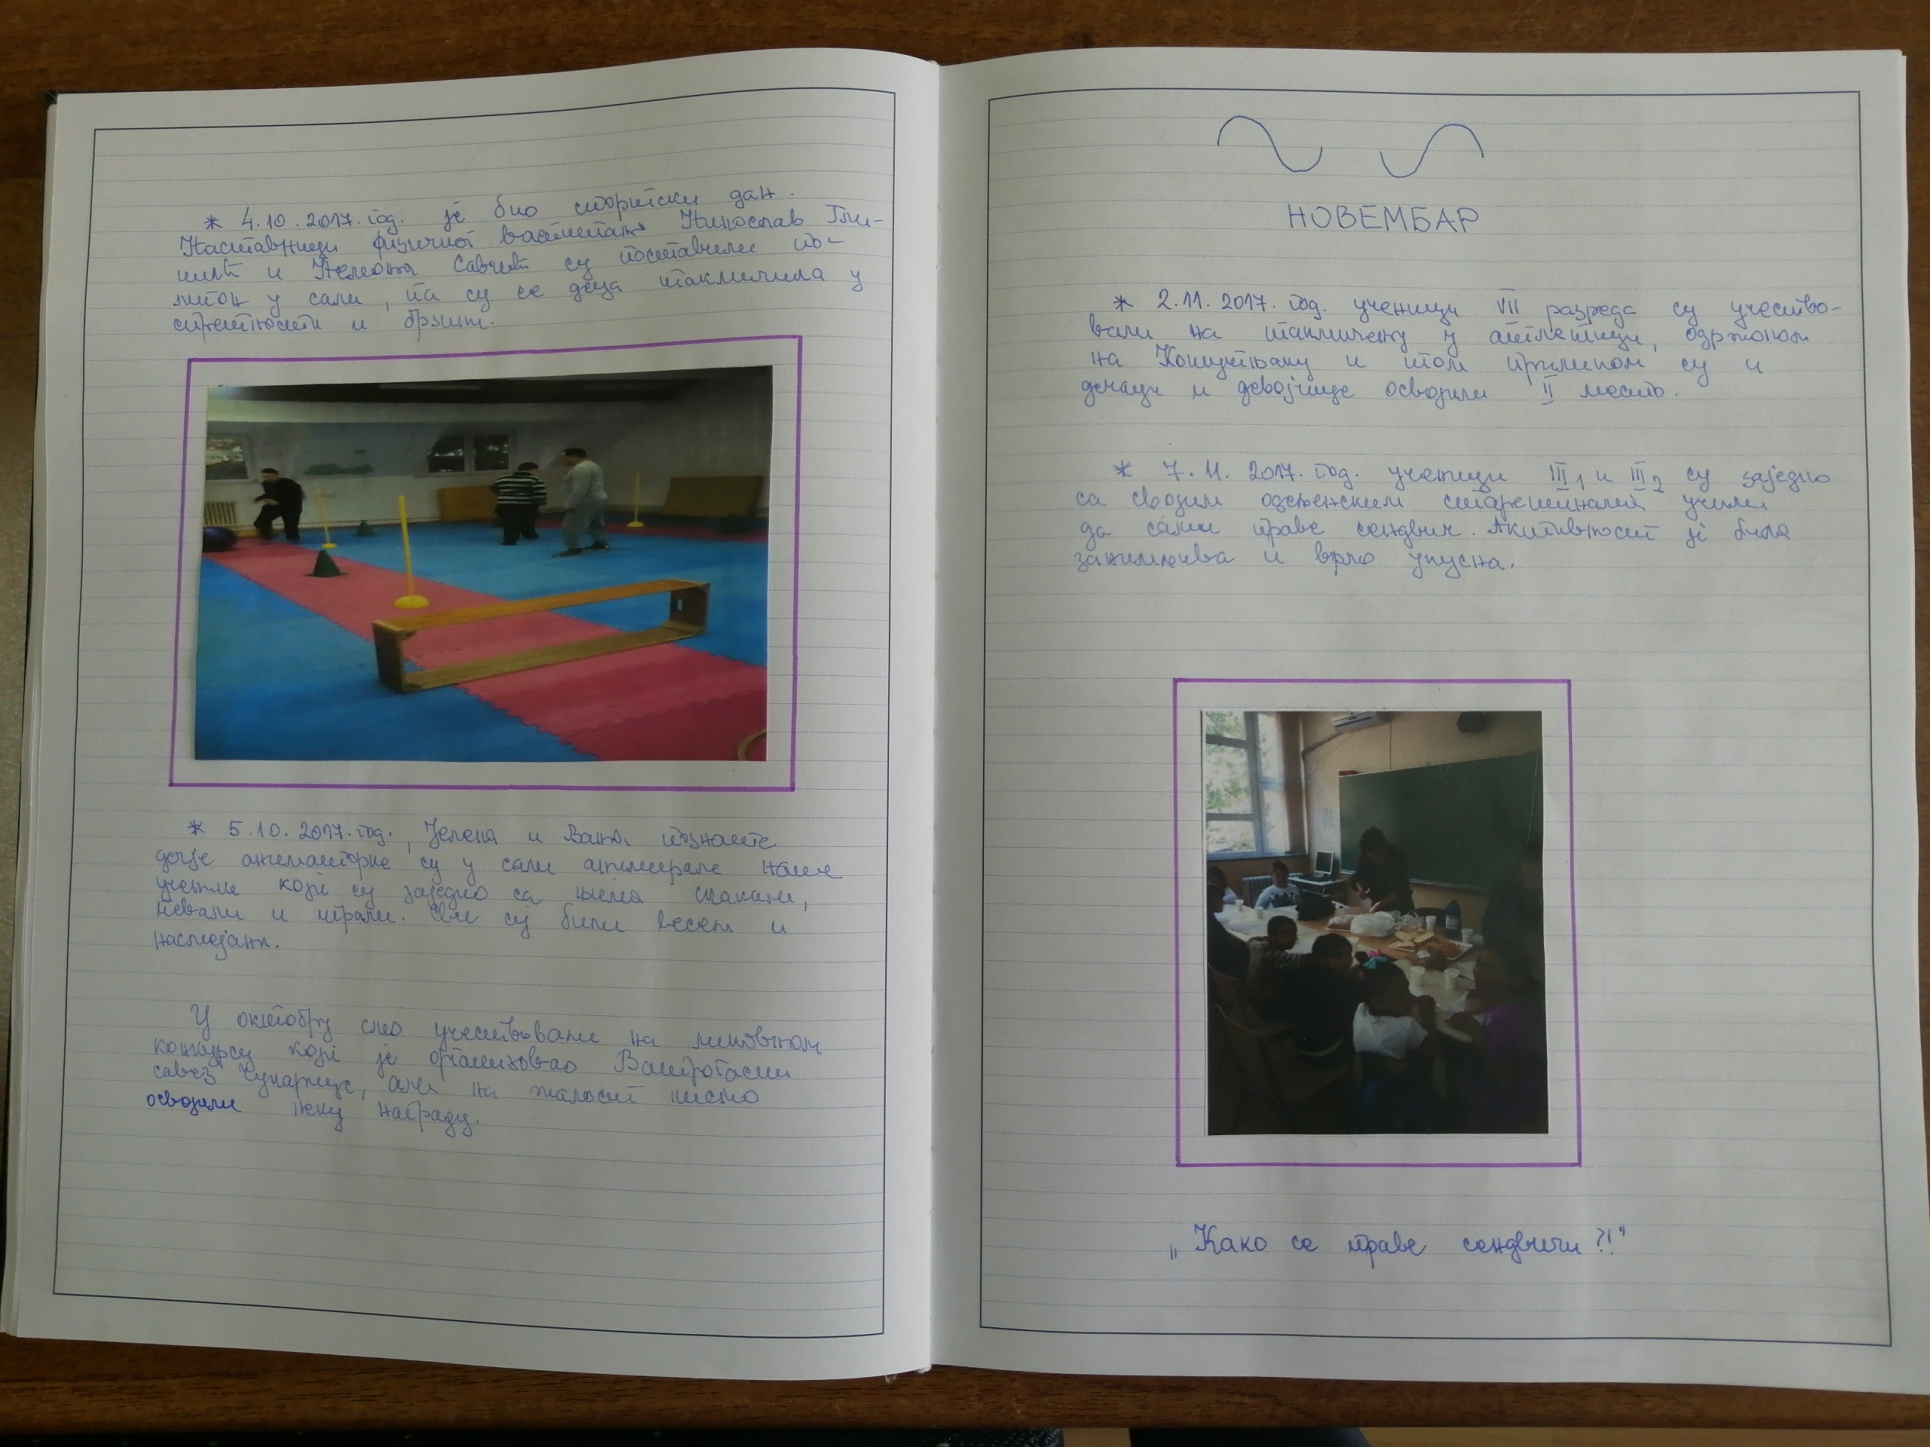 * 4.10.2017. год. је био спортски дан.
Наставници физичког васпитања Никослав Гли-
шић и Немања Савчић су поставили по-
лигон у сали, па су се деца такмичила у
спретности и брзини.
* 5.10.2017. год., Јелена и Вања, познате
дечје аниматорке су у сали анимирале наше
ученике који су заједно са њима скакали,
певали и играли. Сви су били весели и
насмејани.
У октобру смо учествовали на ликовном
конкурсу који је организовао Ватрогасни
савез Чукарице, али на жалост нисмо
освојили неку награду.
НОВЕМБАР
* 2.11.2017. год. ученици VII разреда су учество-
вали на такмичењу у атлетици, одржаном
на Кошутњаку и том приликом су и
дечаци и девојчице освојили II место.
* 7.11.2017. год. ученици III1 и III2 су заједно
са својим одељенским старешинама учили
да сами праве сендвич. Активност је била
занимљива и врло укусна.
„Како се праве сендвичи?!"